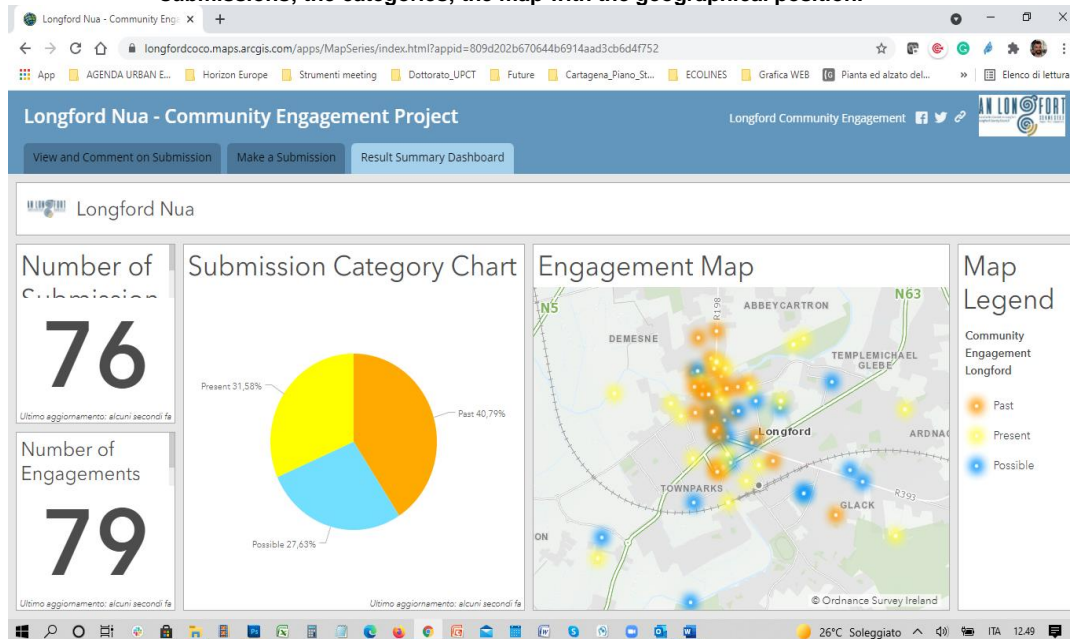 submissions, the categories, the map with the geographical position.
Longford Nua - Community Eng
longfordcoco.maps.arcgis.com/apps/MapSeries/index.html?appid=809d202b670644b6914aad3cb6d4f752
App AGENDA URBAN E... Horizon Europe Strumenti meeting Dottorato_UPCT Future Cartagena_Piano_St... ECOLINES Grafica WEB Pianta ed alzato del... » Elenco di lettura
Longford Nua - Community Engagement Project
Longford Community Engagement
AN LONGFORT
View and Comment on Submission Make a Submission Result Summary Dashboard
Longford Nua
Number of
Submission
76
Ultimo aggiornamento: alcuni secondi fa
Number of
Engagements
79
Ultimo aggiornamento: alcuni secondi fa
Submission Category Chart
Present 31,58%
Past 40,79%
Possible 27,63%
Ultimo aggiornamento: alcuni secondi fa
Engagement Map
N5
R198
ABBEYCARTRON
N63
DEMESNE
TEMPLEMICHAEL
GLEBE
Longford
ARDNA
TOWNPARKS
R393
GLACK
ON
© Ordnance Survey Ireland
Map
Legend
Community
Engagement
Longford
Past
Present
Possible
26°C Soleggiato ITA 12.49